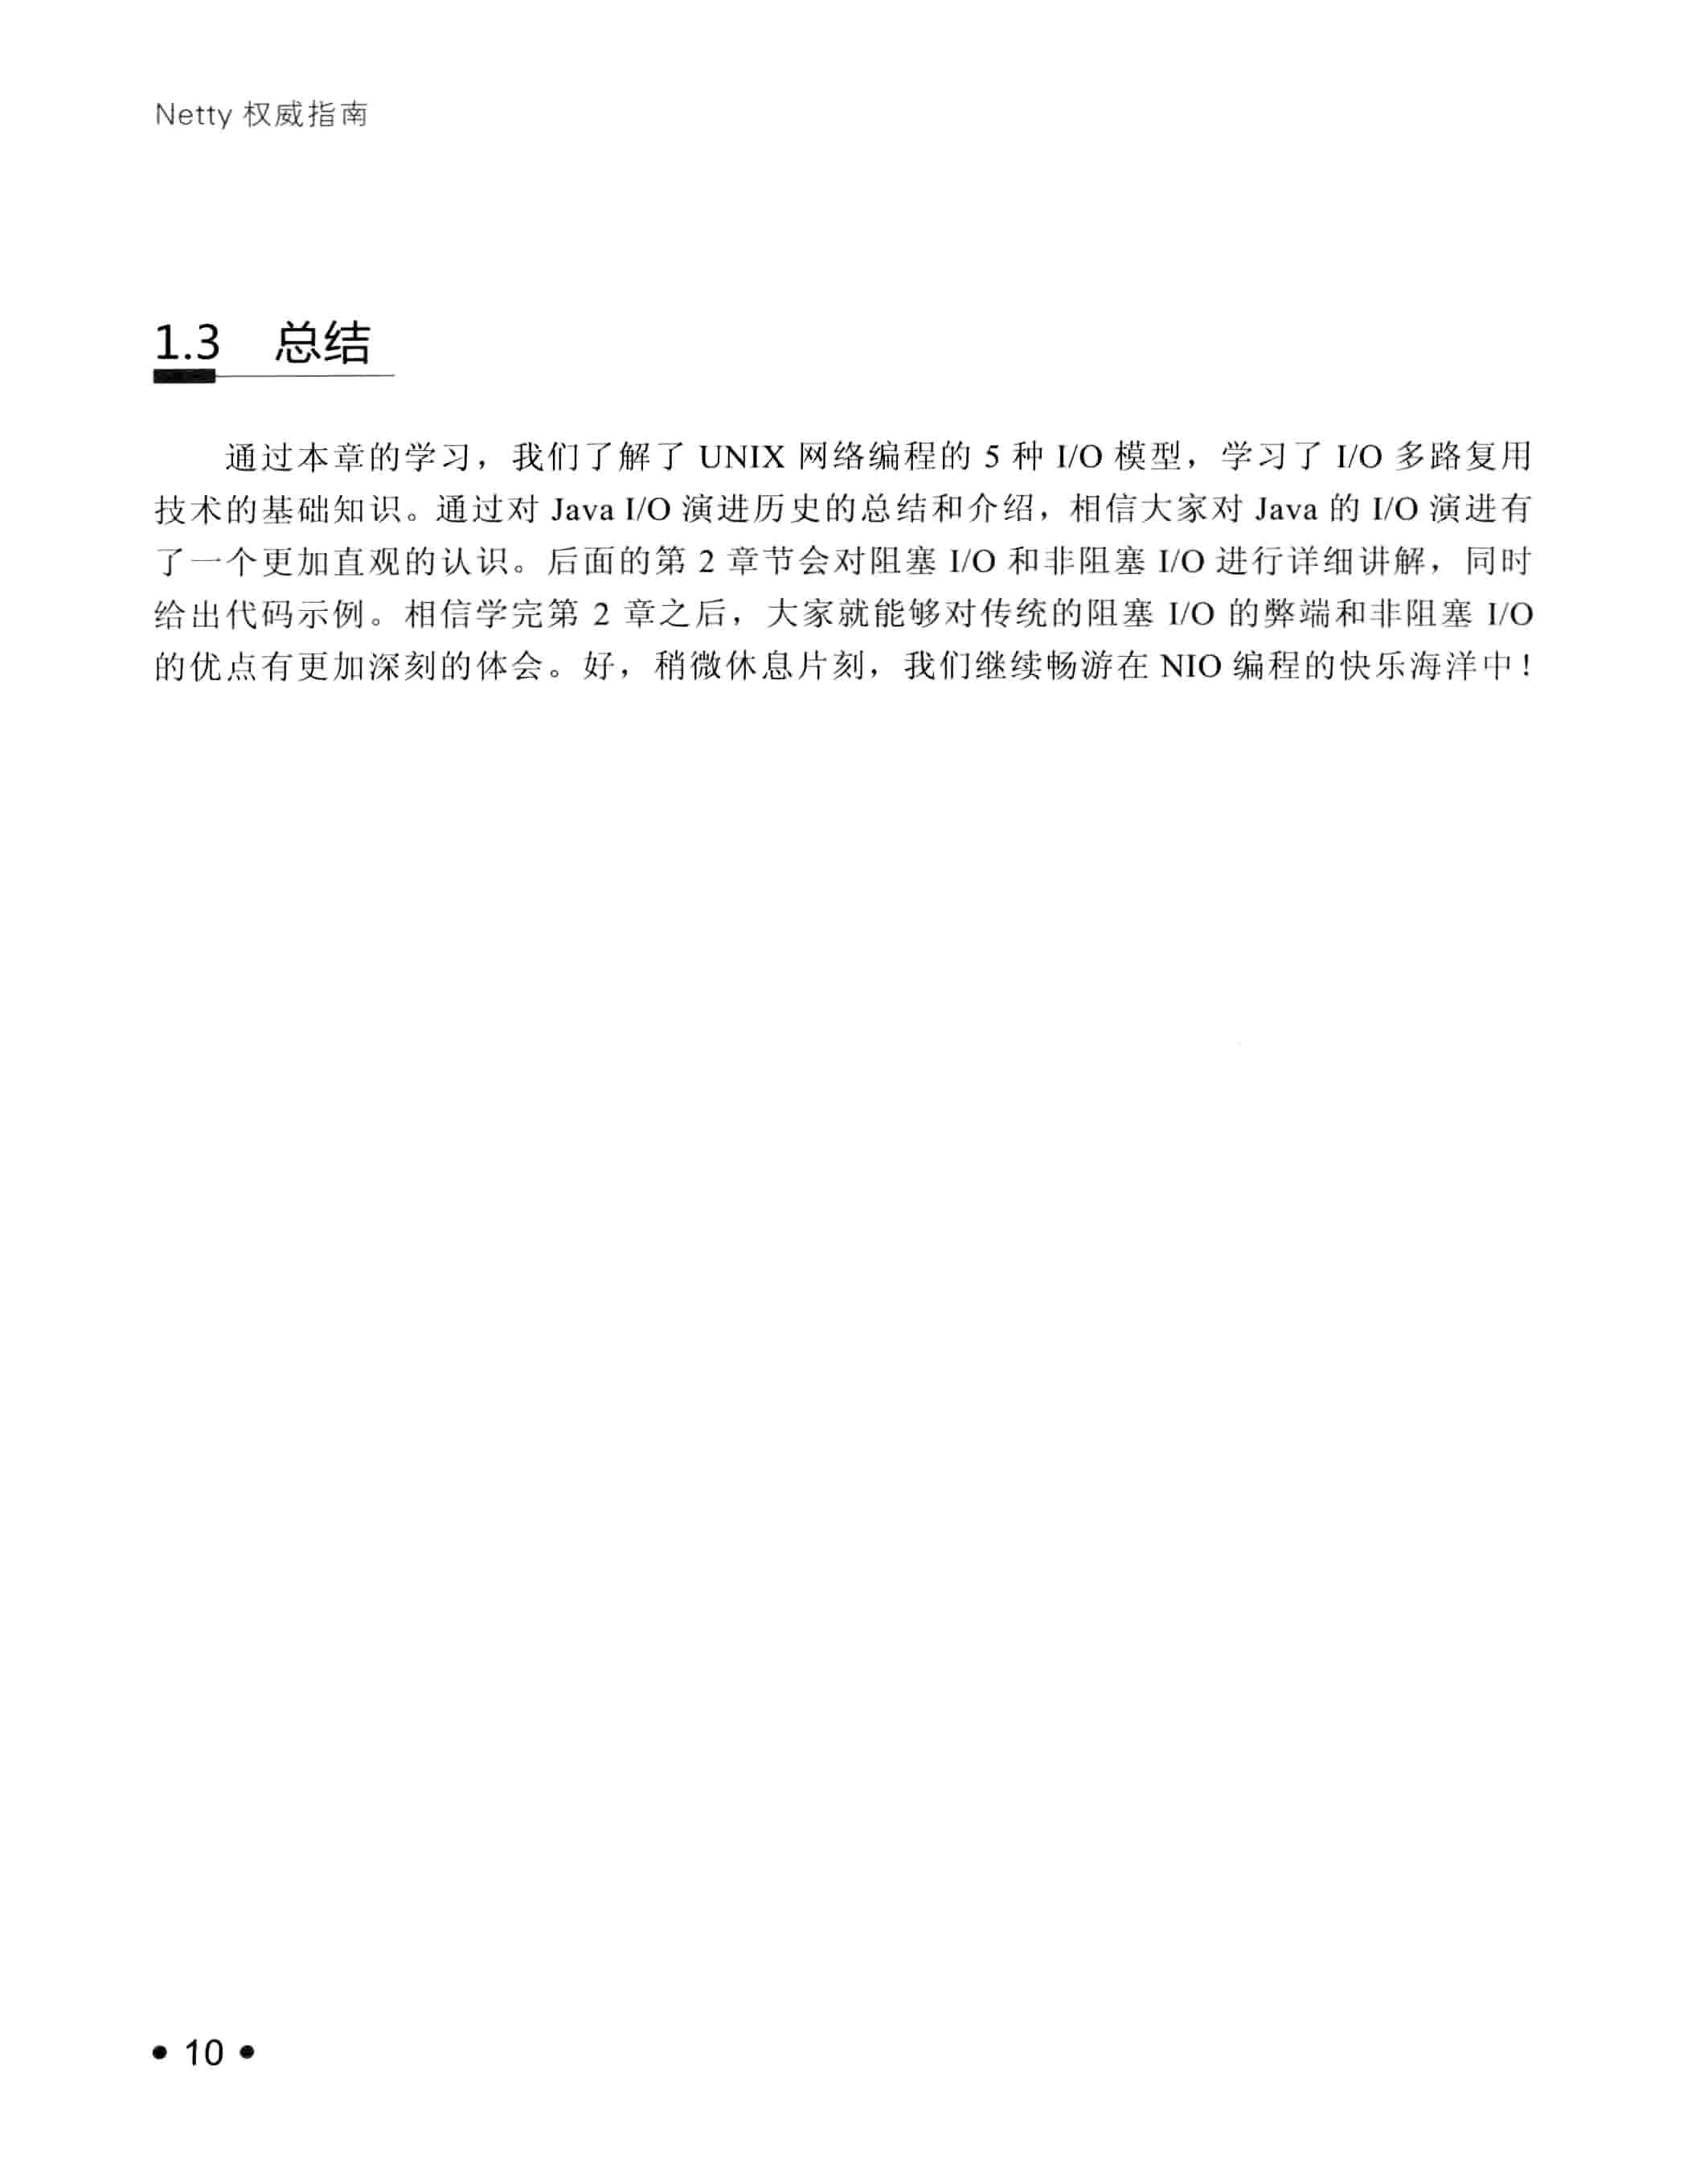 Netty 权威指南
1.3 总结
通过本章的学习，我们了解了 UNIX 网络编程的 5 种 I/O 模型，学习了 I/O 多路复用
技术的基础知识。通过对 Java I/O 演进历史的总结和介绍，相信大家对 Java 的 I/O 演进有
了一个更加直观的认识。后面的第 2 章节会对阻塞 I/O 和非阻塞 I/O 进行详细讲解，同时
给出代码示例。相信学完第 2 章之后，大家就能够对传统的阻塞 I/O 的弊端和非阻塞 I/O
的优点有更加深刻的体会。好，稍微休息片刻，我们继续畅游在 NIO 编程的快乐海洋中！
• 10 •